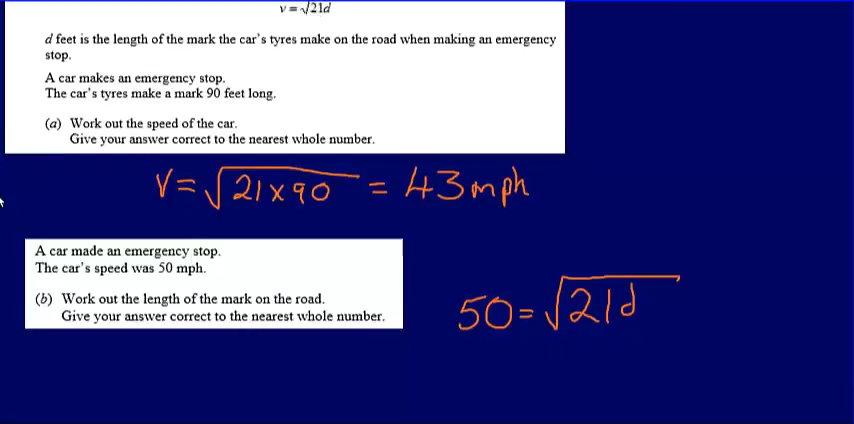 v = √21d
d feet is the length of the mark the car's tyres make on the road when making an emergency
stop.
A car makes an emergency stop.
The car's tyres make a mark 90 feet long.
(a) Work out the speed of the car.
Give your answer correct to the nearest whole number.
V = √21 x 90 = 43 mph
A car made an emergency stop.
The car's speed was 50 mph.
(b) Work out the length of the mark on the road.
Give your answer correct to the nearest whole number.
50 = √21d